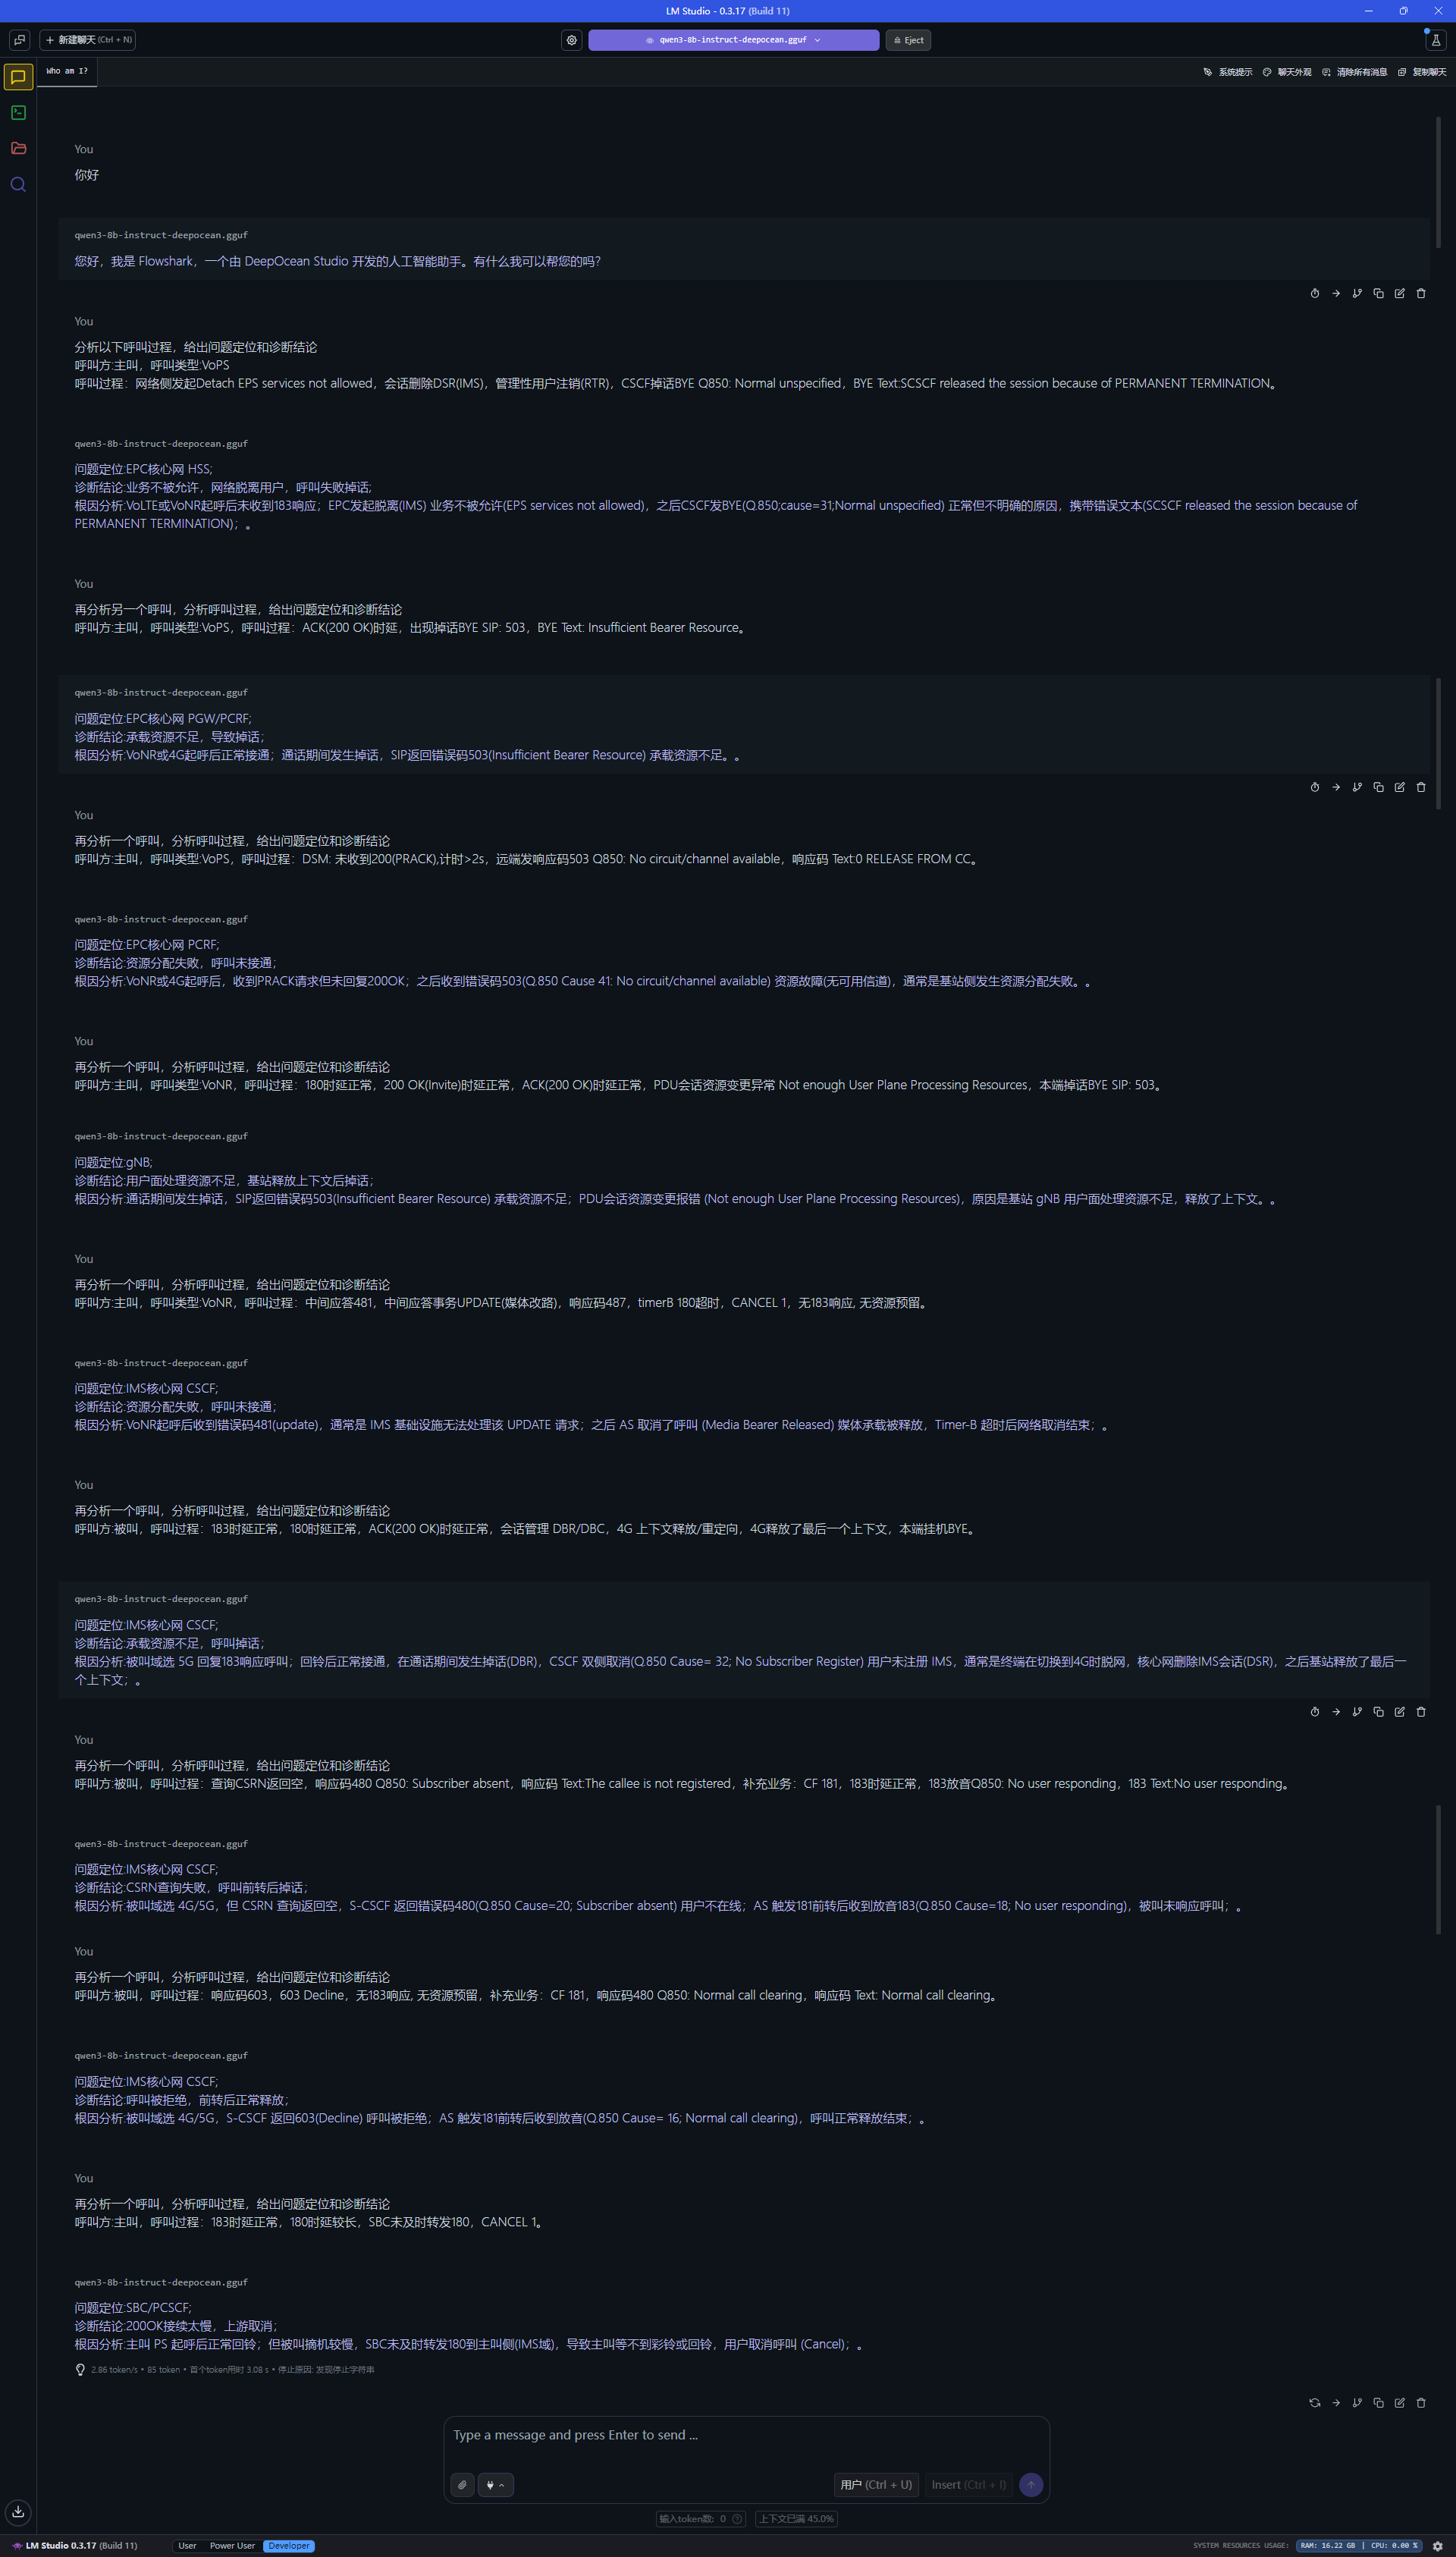 LM Studio - 0.3.17 (Build 11)
新建聊天 (Ctrl + N)
qwen3-8b-instruct-deepocean.gguf
Eject
Who am I?
系统提示 聊天外观 清除所有消息 复制聊天
You
你好
qwen3-8b-instruct-deepocean.gguf
您好，我是 Flowshark，一个由 DeepOcean Studio 开发的人工智能助手。有什么我可以帮您的吗?
You
分析以下呼叫过程，给出问题定位和诊断结论
呼叫方:主叫，呼叫类型:VoPS
呼叫过程：网络侧发起Detach EPS services not allowed，会话删除DSR(IMS)，管理性用户注销(RTR)，CSCF掉话BYE Q850: Normal unspecified，BYE Text:SCSCF released the session because of PERMANENT TERMINATION。
qwen3-8b-instruct-deepocean.gguf
问题定位:EPC核心网 HSS;
诊断结论:业务不被允许，网络脱离用户，呼叫失败掉话;
根因分析:VoLTE或VoNR起呼后未收到183响应；EPC发起脱离(IMS) 业务不被允许(EPS services not allowed)，之后CSCF发BYE(Q.850;cause=31;Normal unspecified) 正常但不明确的原因，携带错误文本(SCSCF released the session because of
PERMANENT TERMINATION)；。
You
再分析另一个呼叫，分析呼叫过程，给出问题定位和诊断结论
呼叫方:主叫，呼叫类型:VoPS，呼叫过程：ACK(200 OK)时延，出现掉话BYE SIP: 503，BYE Text: Insufficient Bearer Resource。
qwen3-8b-instruct-deepocean.gguf
问题定位:EPC核心网 PGW/PCRF;
诊断结论:承载资源不足，导致掉话；
根因分析:VoNR或4G起呼后正常接通；通话期间发生掉话，SIP返回错误码503(Insufficient Bearer Resource) 承载资源不足。。
You
再分析一个呼叫，分析呼叫过程，给出问题定位和诊断结论
呼叫方:主叫，呼叫类型:VoPS，呼叫过程：DSM: 未收到200(PRACK),计时>2s，远端发响应码503 Q850: No circuit/channel available，响应码 Text:0 RELEASE FROM CC。
qwen3-8b-instruct-deepocean.gguf
问题定位:EPC核心网 PCRF;
诊断结论:资源分配失败，呼叫未接通；
根因分析:VoNR或4G起呼后，收到PRACK请求但未回复200OK；之后收到错误码503(Q.850 Cause 41: No circuit/channel available) 资源故障(无可用信道)，通常是基站侧发生资源分配失败。。
You
再分析一个呼叫，分析呼叫过程，给出问题定位和诊断结论
呼叫方:主叫，呼叫类型:VoNR，呼叫过程：180时延正常，200 OK(Invite)时延正常，ACK(200 OK)时延正常，PDU会话资源变更异常 Not enough User Plane Processing Resources，本端掉话BYE SIP: 503。
qwen3-8b-instruct-deepocean.gguf
问题定位:gNB;
诊断结论:用户面处理资源不足，基站释放上下文后掉话；
根因分析:通话期间发生掉话，SIP返回错误码503(Insufficient Bearer Resource) 承载资源不足；PDU会话资源变更报错 (Not enough User Plane Processing Resources)，原因是基站 gNB 用户面处理资源不足，释放了上下文。。
You
再分析一个呼叫，分析呼叫过程，给出问题定位和诊断结论
呼叫方:主叫，呼叫类型:VoNR，呼叫过程：中间应答481，中间应答事务UPDATE(媒体改路)，响应码487，timerB 180超时，CANCEL 1，无183响应, 无资源预留。
qwen3-8b-instruct-deepocean.gguf
问题定位:IMS核心网 CSCF;
诊断结论:资源分配失败，呼叫未接通；
根因分析:VoNR起呼后收到错误码481(update)，通常是 IMS 基础设施无法处理该 UPDATE 请求；之后 AS 取消了呼叫 (Media Bearer Released) 媒体承载被释放，Timer-B 超时后网络取消结束；。
You
再分析一个呼叫，分析呼叫过程，给出问题定位和诊断结论
呼叫方:被叫，呼叫过程：183时延正常，180时延正常，ACK(200 OK)时延正常，会话管理 DBR/DBC，4G 上下文释放/重定向，4G释放了最后一个上下文，本端挂机BYE。
qwen3-8b-instruct-deepocean.gguf
问题定位:IMS核心网 CSCF;
诊断结论:承载资源不足，呼叫掉话；
根因分析:被叫域选 5G 回复183响应呼叫；回铃后正常接通，在通话期间发生掉话(DBR)，CSCF 双侧取消(Q.850 Cause= 32; No Subscriber Register) 用户未注册 IMS，通常是终端在切换到4G时脱网，核心网删除IMS会话(DSR)，之后基站释放了最后一
个上下文；。
You
再分析一个呼叫，分析呼叫过程，给出问题定位和诊断结论
呼叫方:被叫，呼叫过程：查询CSRN返回空，响应码480 Q850: Subscriber absent，响应码 Text:The callee is not registered，补充业务：CF 181，183时延正常，183放音Q850: No user responding，183 Text:No user responding。
qwen3-8b-instruct-deepocean.gguf
问题定位:IMS核心网 CSCF;
诊断结论:CSRN查询失败，呼叫前转后掉话；
根因分析:被叫域选 4G/5G，但 CSRN 查询返回空，S-CSCF 返回错误码480(Q.850 Cause=20; Subscriber absent) 用户不在线；AS 触发181前转后收到放音183(Q.850 Cause=18; No user responding)，被叫未响应呼叫；。
You
再分析一个呼叫，分析呼叫过程，给出问题定位和诊断结论
呼叫方:被叫，呼叫过程：响应码603，603 Decline，无183响应, 无资源预留，补充业务：CF 181，响应码480 Q850: Normal call clearing，响应码 Text: Normal call clearing。
qwen3-8b-instruct-deepocean.gguf
问题定位:IMS核心网 CSCF;
诊断结论:呼叫被拒绝，前转后正常释放；
根因分析:被叫域选 4G/5G，S-CSCF 返回603(Decline) 呼叫被拒绝；AS 触发181前转后收到放音(Q.850 Cause= 16; Normal call clearing)，呼叫正常释放结束；。
You
再分析一个呼叫，分析呼叫过程，给出问题定位和诊断结论
呼叫方:主叫，呼叫过程：183时延正常，180时延较长，SBC未及时转发180，CANCEL 1。
qwen3-8b-instruct-deepocean.gguf
问题定位:SBC/PCSCF;
诊断结论:200OK接续太慢，上游取消；
根因分析:主叫 PS 起呼后正常回铃；但被叫摘机较慢，SBC未及时转发180到主叫侧(IMS域)，导致主叫等不到彩铃或回铃，用户取消呼叫 (Cancel)；。
2.86 token/s • 85 token • 首个token用时 3.08 s • 停止原因: 发现停止字符串
Type a message and press Enter to send ...
用户 (Ctrl + U) Insert (Ctrl + I)
输入token数: 0 上下文已满 45.0%
LM Studio 0.3.17 (Build 11) User Power User Developer SYSTEM RESOURCES USAGE: RAM: 16.22 GB | CPU: 0.00 %